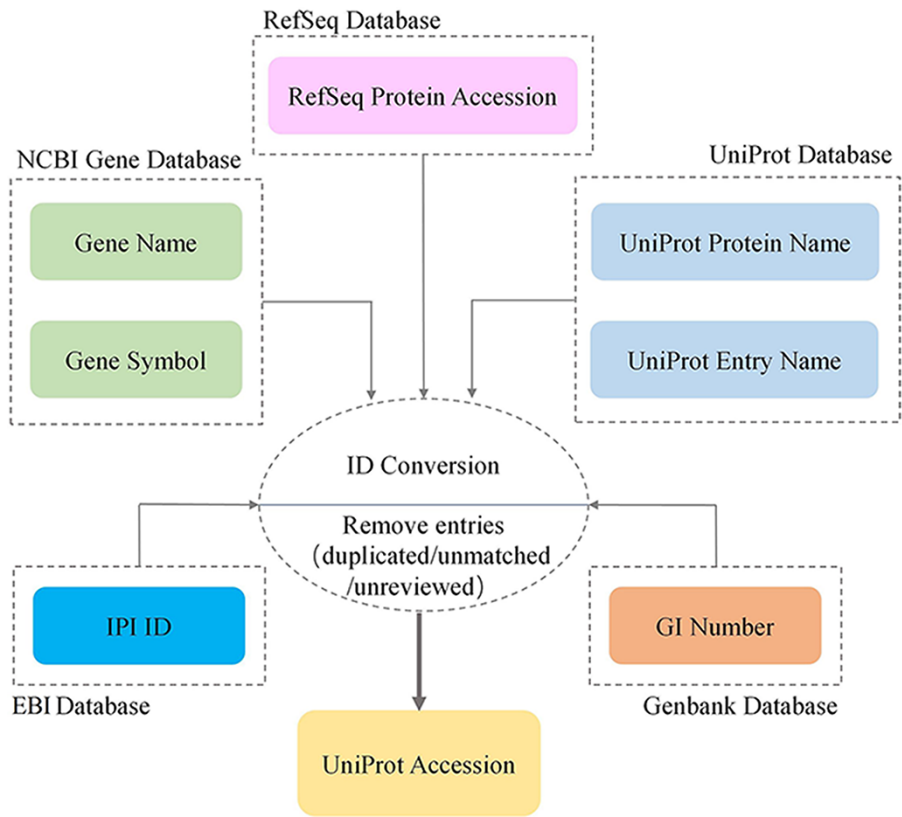 RefSeq Database
RefSeq Protein Accession
NCBI Gene Database
Gene Name
Gene Symbol
UniProt Database
UniProt Protein Name
UniProt Entry Name
ID Conversion
Remove entries
（duplicated/unmatched
/unreviewed）
IPI ID
EBI Database
GI Number
Genbank Database
UniProt Accession